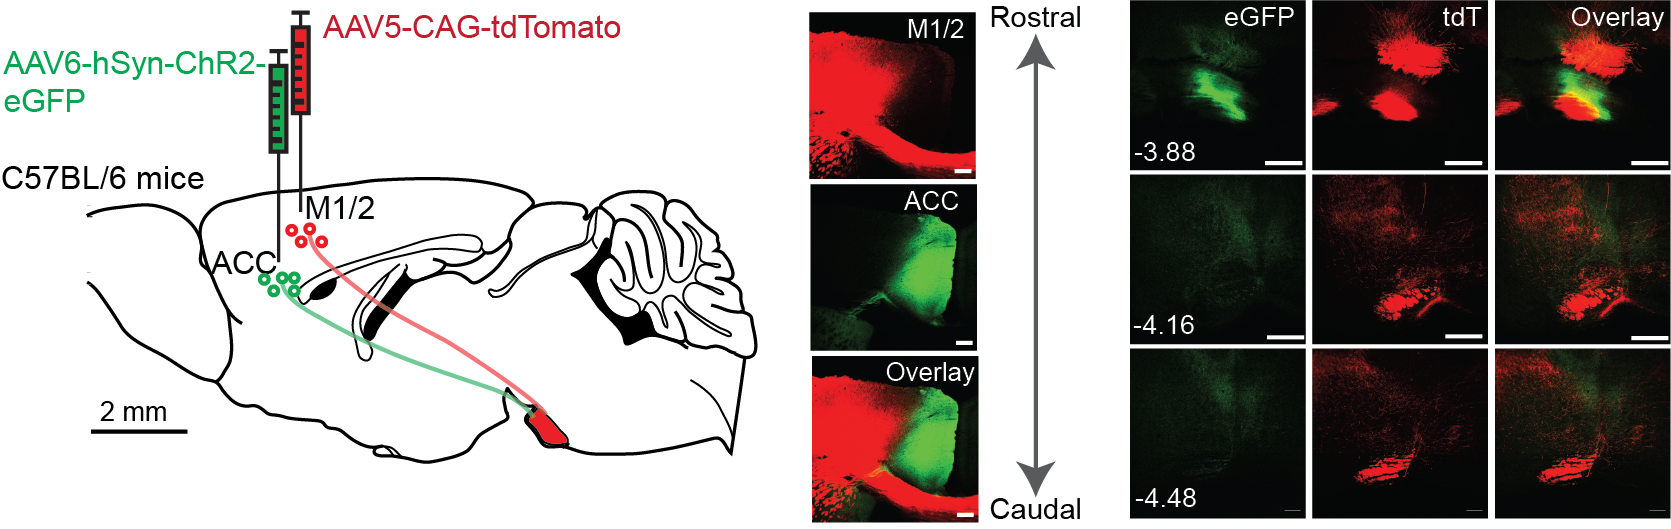 AAV5-CAG-tdTomato
AAV6-hSyn-ChR2-
eGFP
C57BL/6 mice
M1/2
ACC
2 mm
M1/2
ACC
Overlay
Rostral
Caudal
eGFP
tdT
Overlay
-3.88
-4.16
-4.48